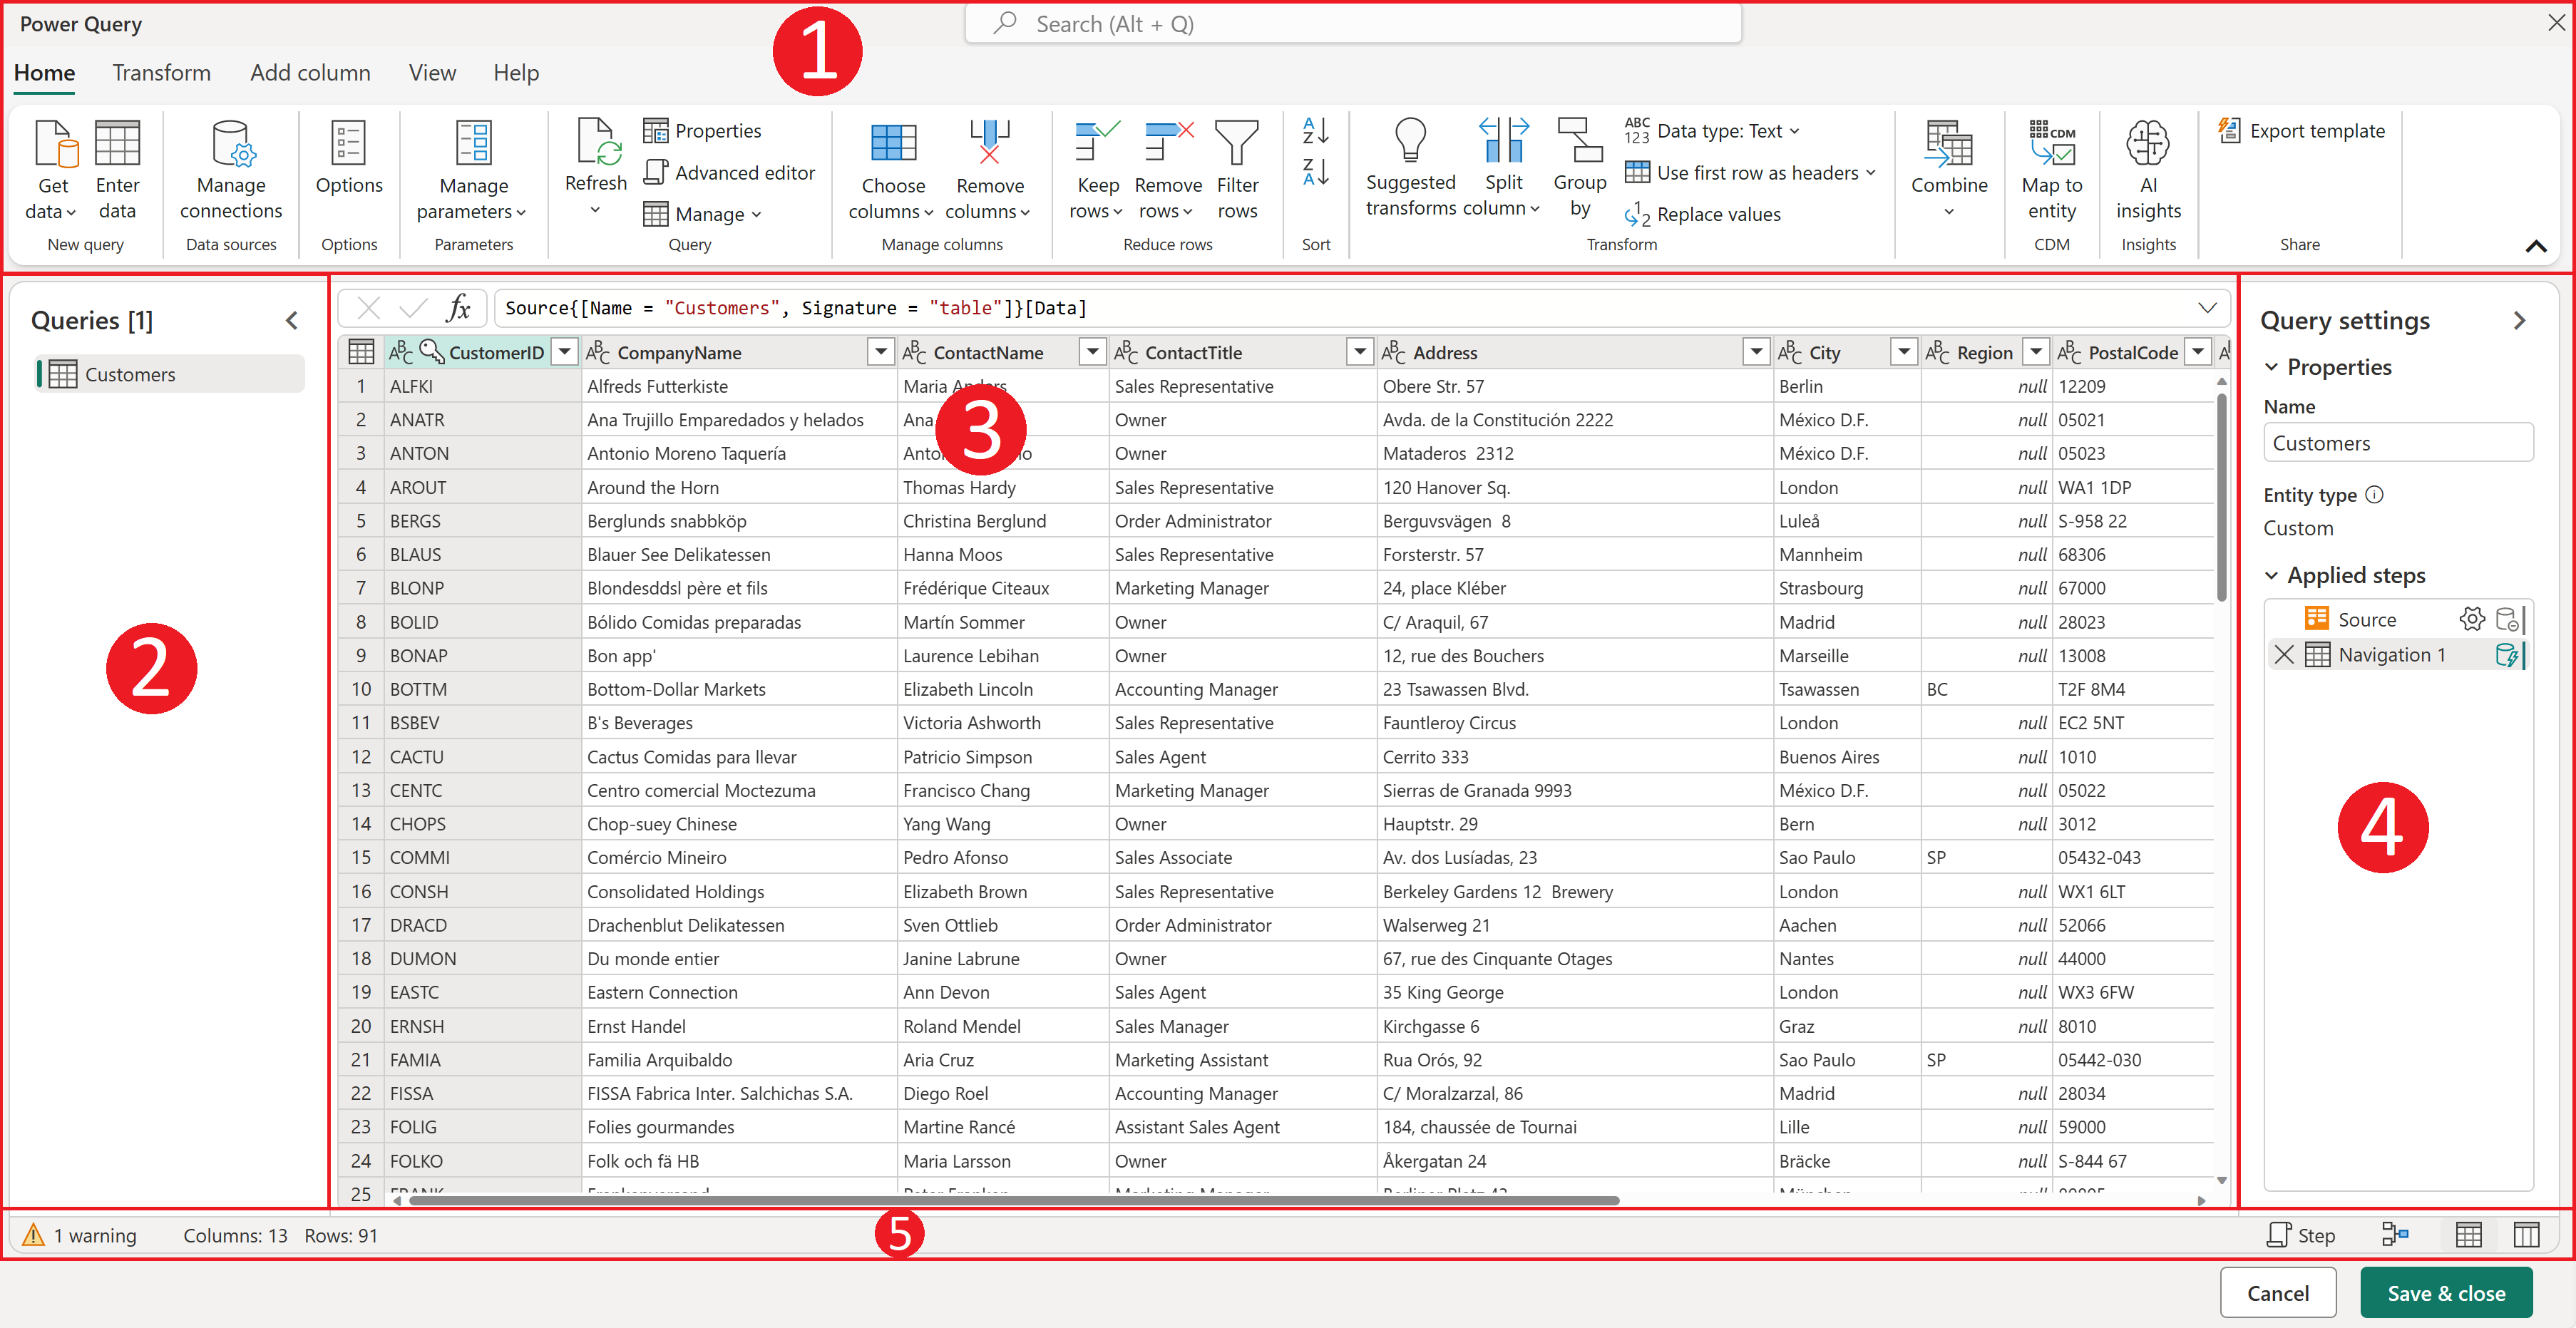 Power Query
Search (Alt + Q)
1
Home Transform Add column View Help
Get data
Enter data
New query
Manage connections
Data sources
Options
Options
Manage parameters
Parameters
Refresh
Properties
Advanced editor
Manage
Query
Choose columns
Remove columns
Manage columns
Keep rows
Remove rows
Filter rows
Reduce rows
Sort
Suggested transforms
Split column
Group by
Data type: Text
Use first row as headers
Replace values
Transform
Combine
Map to entity
CDM
AI insights
Insights
Export template
Share
Queries [1]
Customers
2
fx Source{[Name = "Customers", Signature = "table"]}[Data]
CustomerID CompanyName ContactName ContactTitle Address City Region PostalCode
1 ALFKI Alfreds Futterkiste Maria Anders Sales Representative Obere Str. 57 Berlin null 12209
2 ANATR Ana Trujillo Emparedados y helados Ana Owner Avda. de la Constitución 2222 México D.F. null 05021
3
3 ANTON Antonio Moreno Taquería Owner Mataderos 2312 México D.F. null 05023
4 AROUT Around the Horn Thomas Hardy Sales Representative 120 Hanover Sq. London null WA1 1DP
5 BERGS Berglunds snabbköp Christina Berglund Order Administrator Berguvsvägen 8 Luleå null S-958 22
6 BLAUS Blauer See Delikatessen Hanna Moos Sales Representative Forsterstr. 57 Mannheim null 68306
7 BLONP Blondesddsl père et fils Frédérique Citeaux Marketing Manager 24, place Kléber Strasbourg null 67000
8 BOLID Bólido Comidas preparadas Martín Sommer Owner C/ Araquil, 67 Madrid null 28023
9 BONAP Bon app' Laurence Lebihan Owner 12, rue des Bouchers Marseille null 13008
10 BOTTM Bottom-Dollar Markets Elizabeth Lincoln Accounting Manager 23 Tsawassen Blvd. Tsawassen BC T2F 8M4
11 BSBEV B's Beverages Victoria Ashworth Sales Representative Fauntleroy Circus London null EC2 5NT
12 CACTU Cactus Comidas para llevar Patricio Simpson Sales Agent Cerrito 333 Buenos Aires null 1010
13 CENTC Centro comercial Moctezuma Francisco Chang Marketing Manager Sierras de Granada 9993 México D.F. null 05022
14 CHOPS Chop-suey Chinese Yang Wang Owner Hauptstr. 29 Bern null 3012
15 COMMI Comércio Mineiro Pedro Afonso Sales Associate Av. dos Lusíadas, 23 Sao Paulo SP 05432-043
16 CONSH Consolidated Holdings Elizabeth Brown Sales Representative Berkeley Gardens 12 Brewery London null WX1 6LT
17 DRACD Drachenblut Delikatessen Sven Ottlieb Order Administrator Walserweg 21 Aachen null 52066
18 DUMON Du monde entier Janine Labrune Owner 67, rue des Cinquante Otages Nantes null 44000
19 EASTC Eastern Connection Ann Devon Sales Agent 35 King George London null WX3 6FW
20 ERNSH Ernst Handel Roland Mendel Sales Manager Kirchgasse 6 Graz null 8010
21 FAMIA Familia Arquibaldo Aria Cruz Marketing Assistant Rua Orós, 92 Sao Paulo SP 05442-030
22 FISSA FISSA Fabrica Inter. Salchichas S.A. Diego Roel Accounting Manager C/ Moralzarzal, 86 Madrid null 28034
23 FOLIG Folies gourmandes Martine Rancé Assistant Sales Agent 184, chaussée de Tournai Lille null 59000
24 FOLKO Folk och fä HB Maria Larsson Owner Åkergatan 24 Bräcke null S-844 67
25
Query settings
Properties
Name
Customers
Entity type
Custom
Applied steps
Source
Navigation 1
4
1 warning Columns: 13 Rows: 91
5
Step
Cancel Save & close